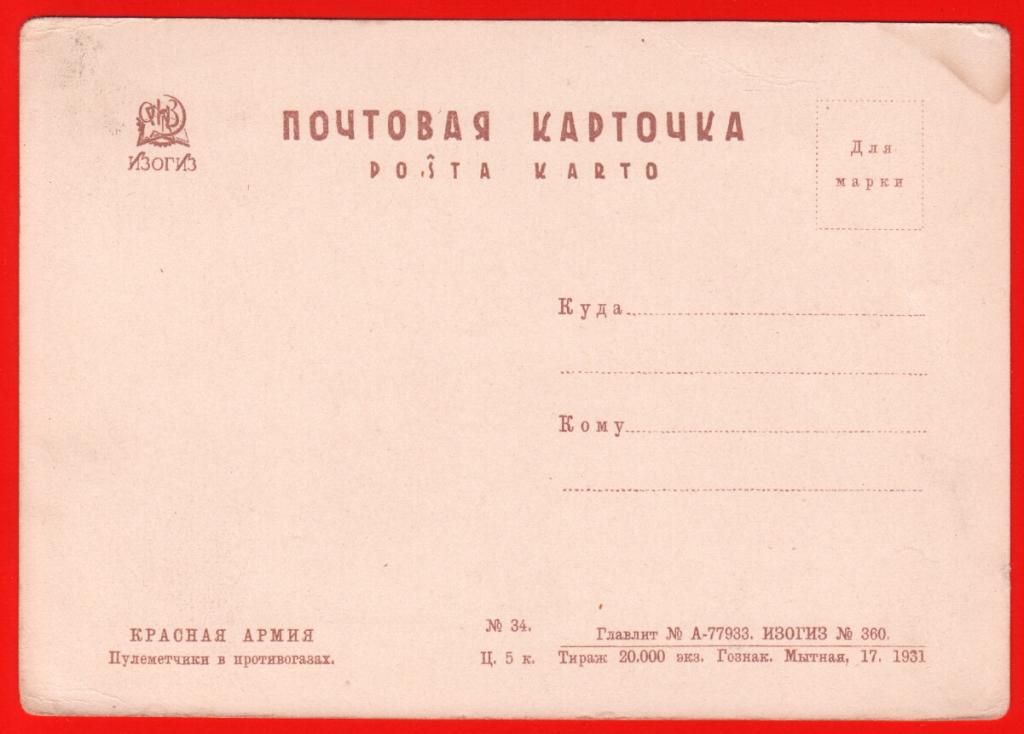 ИЗОГИЗ
ПОЧТОВАЯ КАРТОЧКА
POŜTA KARTO
Для
марки
Куда
Кому
КРАСНАЯ АРМИЯ
Пулеметчики в противогазах.
№ 34.
Ц. 5 к.
Главлит № А-77933. ИЗОГИЗ № 360.
Тираж 20.000 экз. Гознак. Мытная, 17. 1931